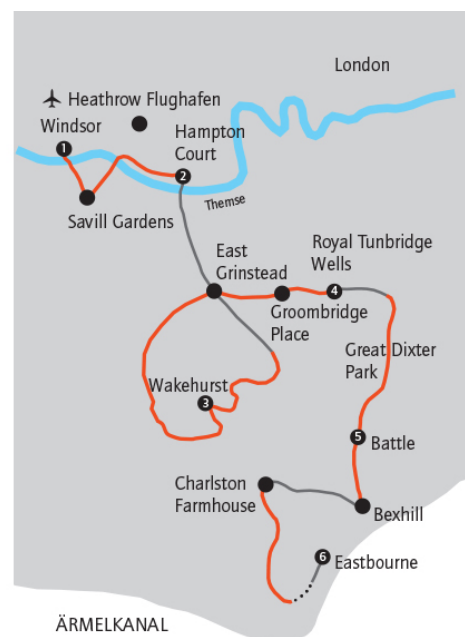 London
Heathrow Flughafen
Windsor
1
Hampton
Court
2
Savill Gardens
Themse
East
Grinstead
Royal Tunbridge
Wells
4
Groombridge
Place
Great Dixter
Park
Wakehurst
3
5
Battle
Charlston
Farmhouse
Bexhill
6
Eastbourne
ÄRMELKANAL